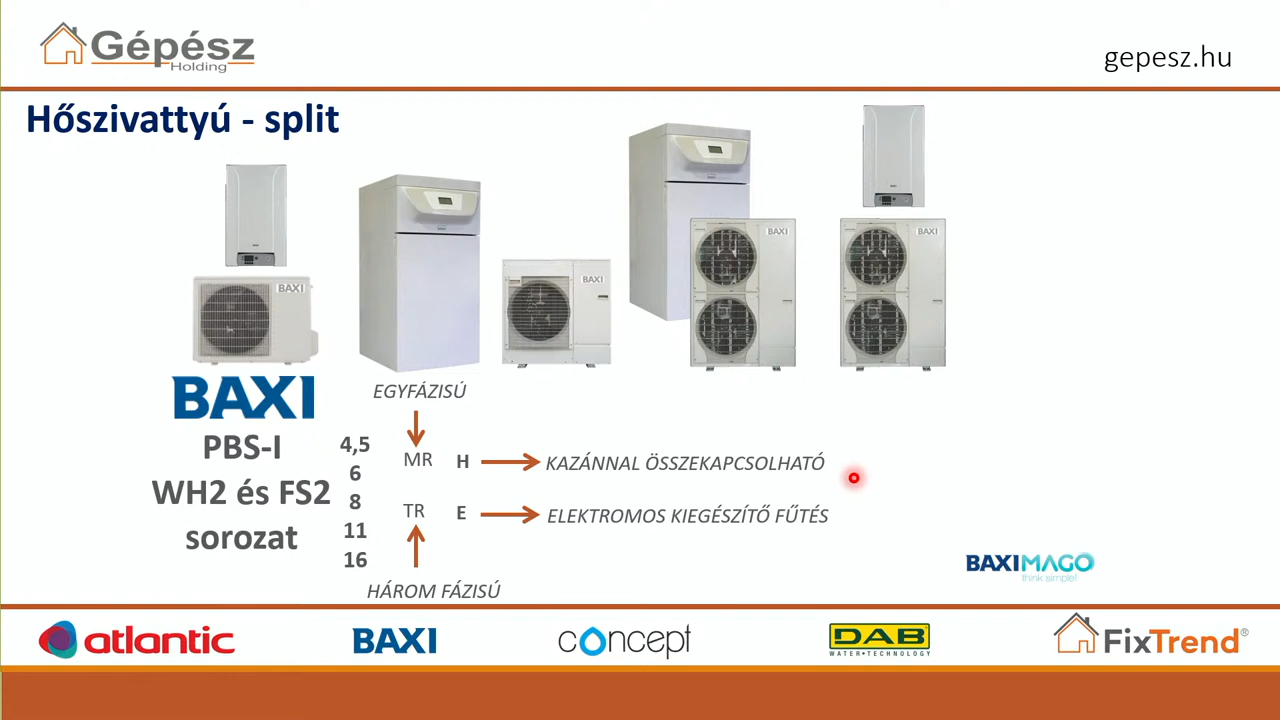 Gépész
Holding
gepesz.hu
Hőszivattyú - split
BAXI
BAXI
BAXI
BAXI
BAXI
EGYFÁZISÚ
PBS-I
WH2 és FS2
sorozat
4,5
6
8
11
16
MR
H
KAZÁNNAL ÖSSZEKAPCSOLHATÓ
TR
E
ELEKTROMOS KIEGÉSZÍTŐ FŰTÉS
HÁROM FÁZISÚ
BAXIMAGO
think simple!
atlantic
BAXI
concept
DAB
WATER•TECHNOLOGY
FixTrend®